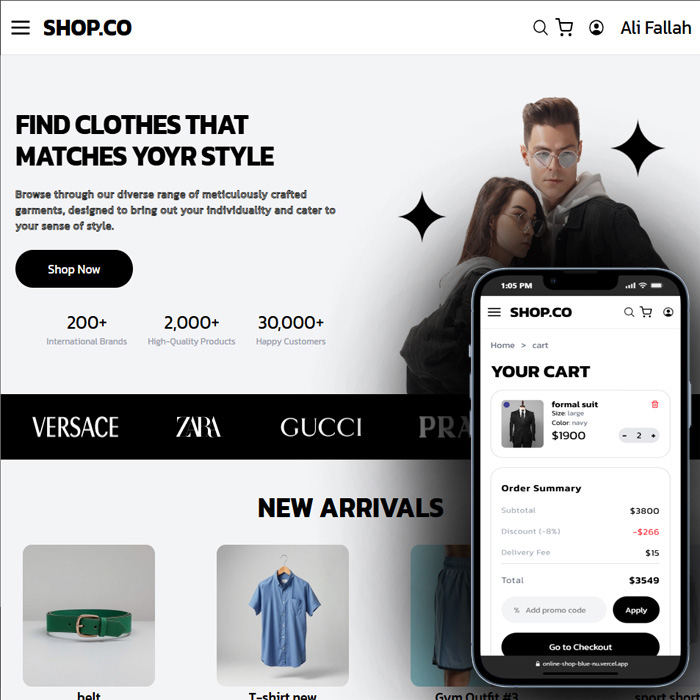 SHOP.CO
Ali Fallah
FIND CLOTHES THAT
MATCHES YOYR STYLE
Browse through our diverse range of meticulously crafted
garments, designed to bring out your individuality and cater to
your sense of style.
Shop Now
200+
International Brands
2,000+
High-Quality Products
30,000+
Happy Customers
VERSACE
ZARA
GUCCI
PRA
NEW ARRIVALS
belt
T-shirt new
Gym Outfit #3
sport short
1:05 PM
SHOP.CO
Home > cart
YOUR CART
formal suit
Size: large
Color: navy
$1900
- 2 +
Order Summary
Subtotal $3800
Discount (-8%) -$266
Delivery Fee $15
Total $3549
% Add promo code
Apply
Go to Checkout
online-shop-blue-nu.vercel.app